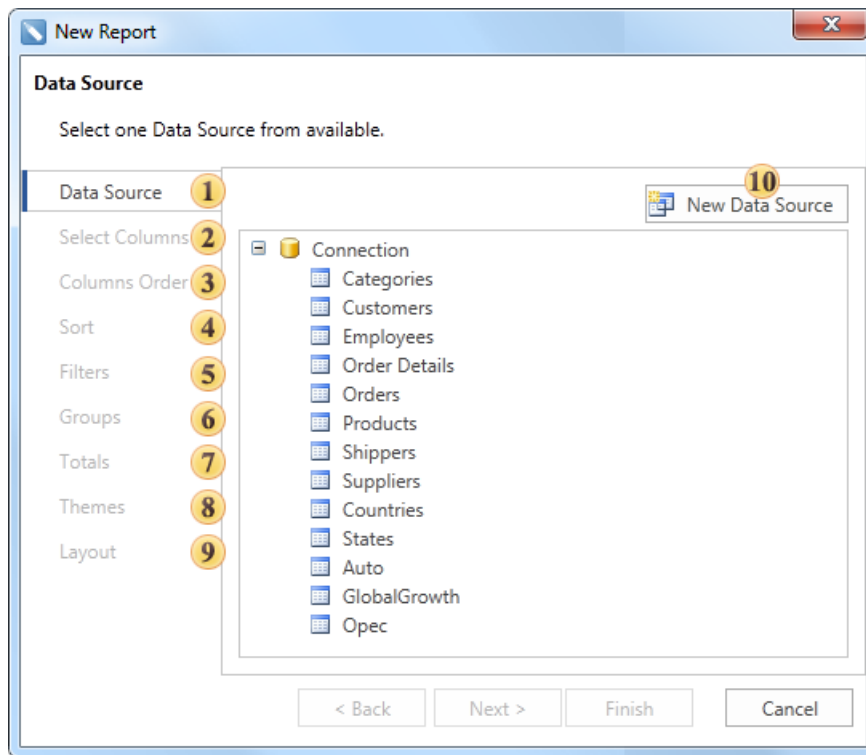 New Report
Data Source
Select one Data Source from available.
Data Source 1
Select Columns 2
Columns Order 3
Sort 4
Filters 5
Groups 6
Totals 7
Themes 8
Layout 9
10
New Data Source
Connection
Categories
Customers
Employees
Order Details
Orders
Products
Shippers
Suppliers
Countries
States
Auto
GlobalGrowth
Opec
< Back Next > Finish Cancel